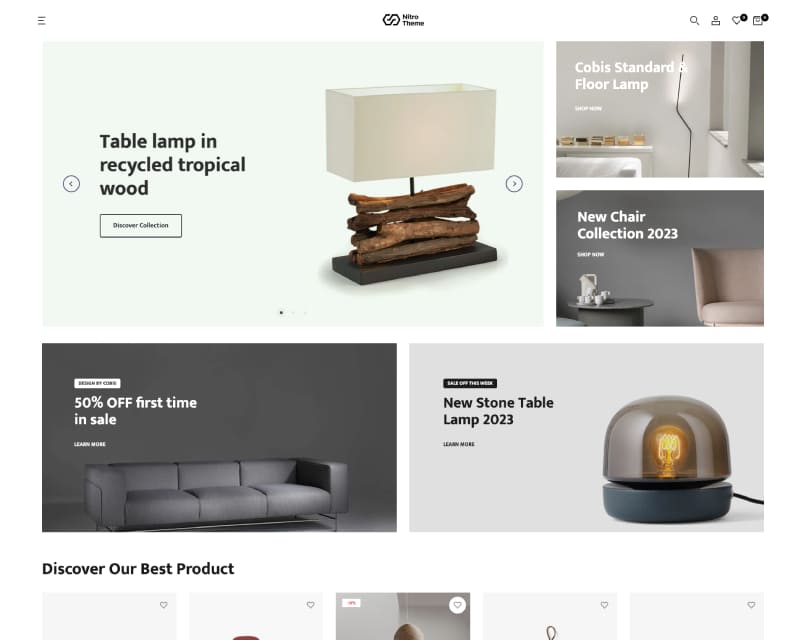 Nitro
Theme
0
0
Table lamp in
recycled tropical
wood
Discover Collection
Cobis Standard &
Floor Lamp
SHOP NOW
New Chair
Collection 2023
SHOP NOW
DESIGN BY COBIS
50% OFF first time
in sale
LEARN MORE
SALE OFF THIS WEEK
New Stone Table
Lamp 2023
LEARN MORE
Discover Our Best Product